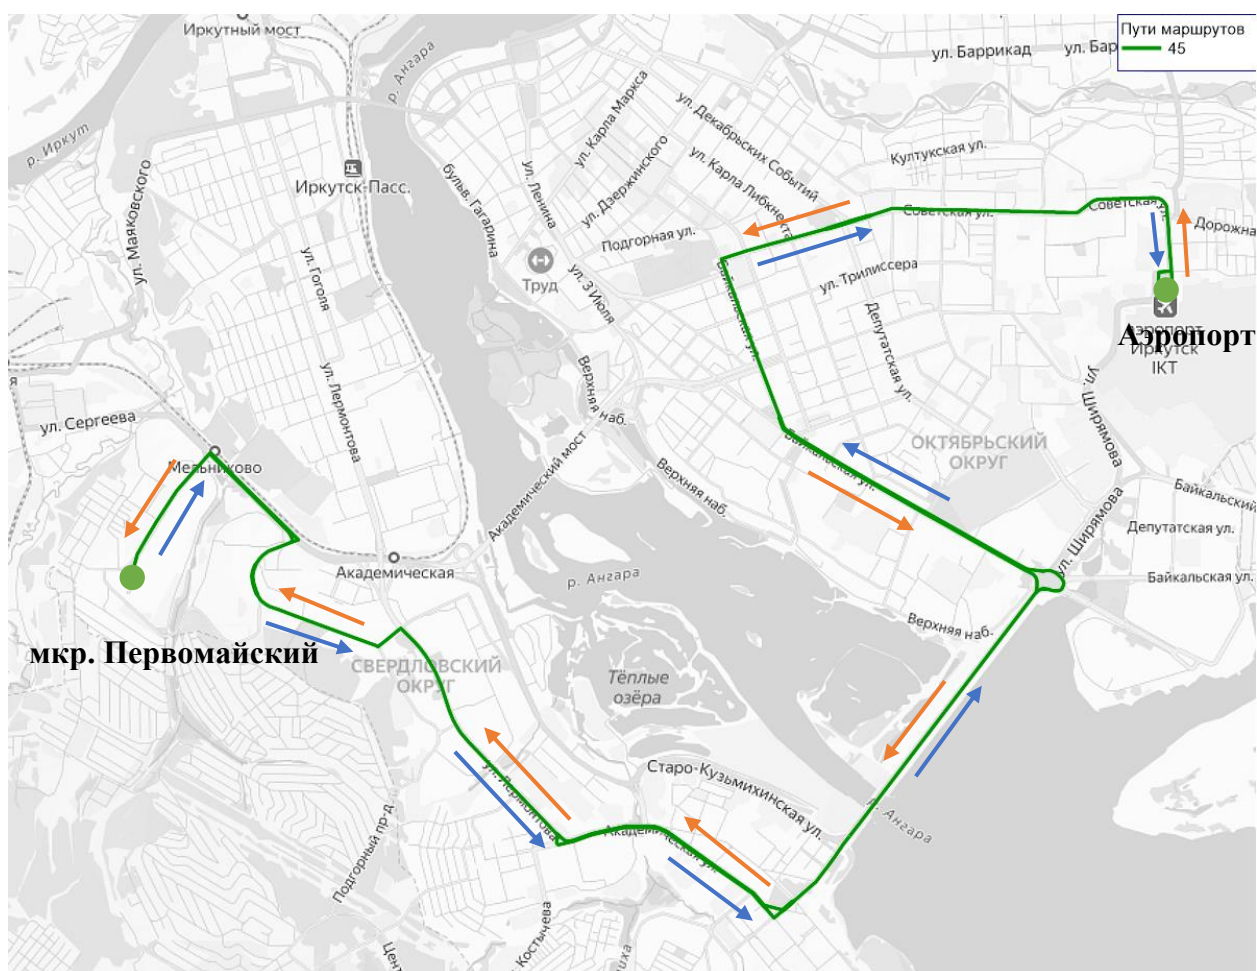 Иркутный мост
р. Ангара
ул. Баррикад
ул. Бар
Пути маршрутов
45
р. Иркут
ул. Маяковского
Иркутск-Пасс.
бульв. Гагарина
ул. Ленина
ул. Карла Маркса
ул. Дзержинского
ул. Декабрьских Событий
ул. Карла Либкнехта
Култукская ул.
Советская ул.
Советская ул.
Дорожна
Подгорная ул.
ул. Гоголя
Труд
ул. 3 Июля
Байкальская ул.
ул. Трилиссера
Депутатская ул.
Аэропорт
аэропорт
Иркутск
IKT
ул. Ширямова
я
ул. Лермонтова
Верхняя наб.
ул. Сергеева
Мельниково
Академический мост
Верхняя наб.
Байкальская ул.
ОКТЯБРЬСКИЙ
ОКРУГ
ул. Ширямова
Байкальский
Депутатская ул.
Байкальская ул.
Академическая
р. Ангара
Верхняя наб.
мкр. Первомайский
СВЕРДЛОВСКИЙ
ОКРУГ
Тёплые
озёра
ул. Лермонтова
Старо-Кузьмихинская ул.
р. Ангара
Академическая ул.
Подгорный пр-д
Костычева